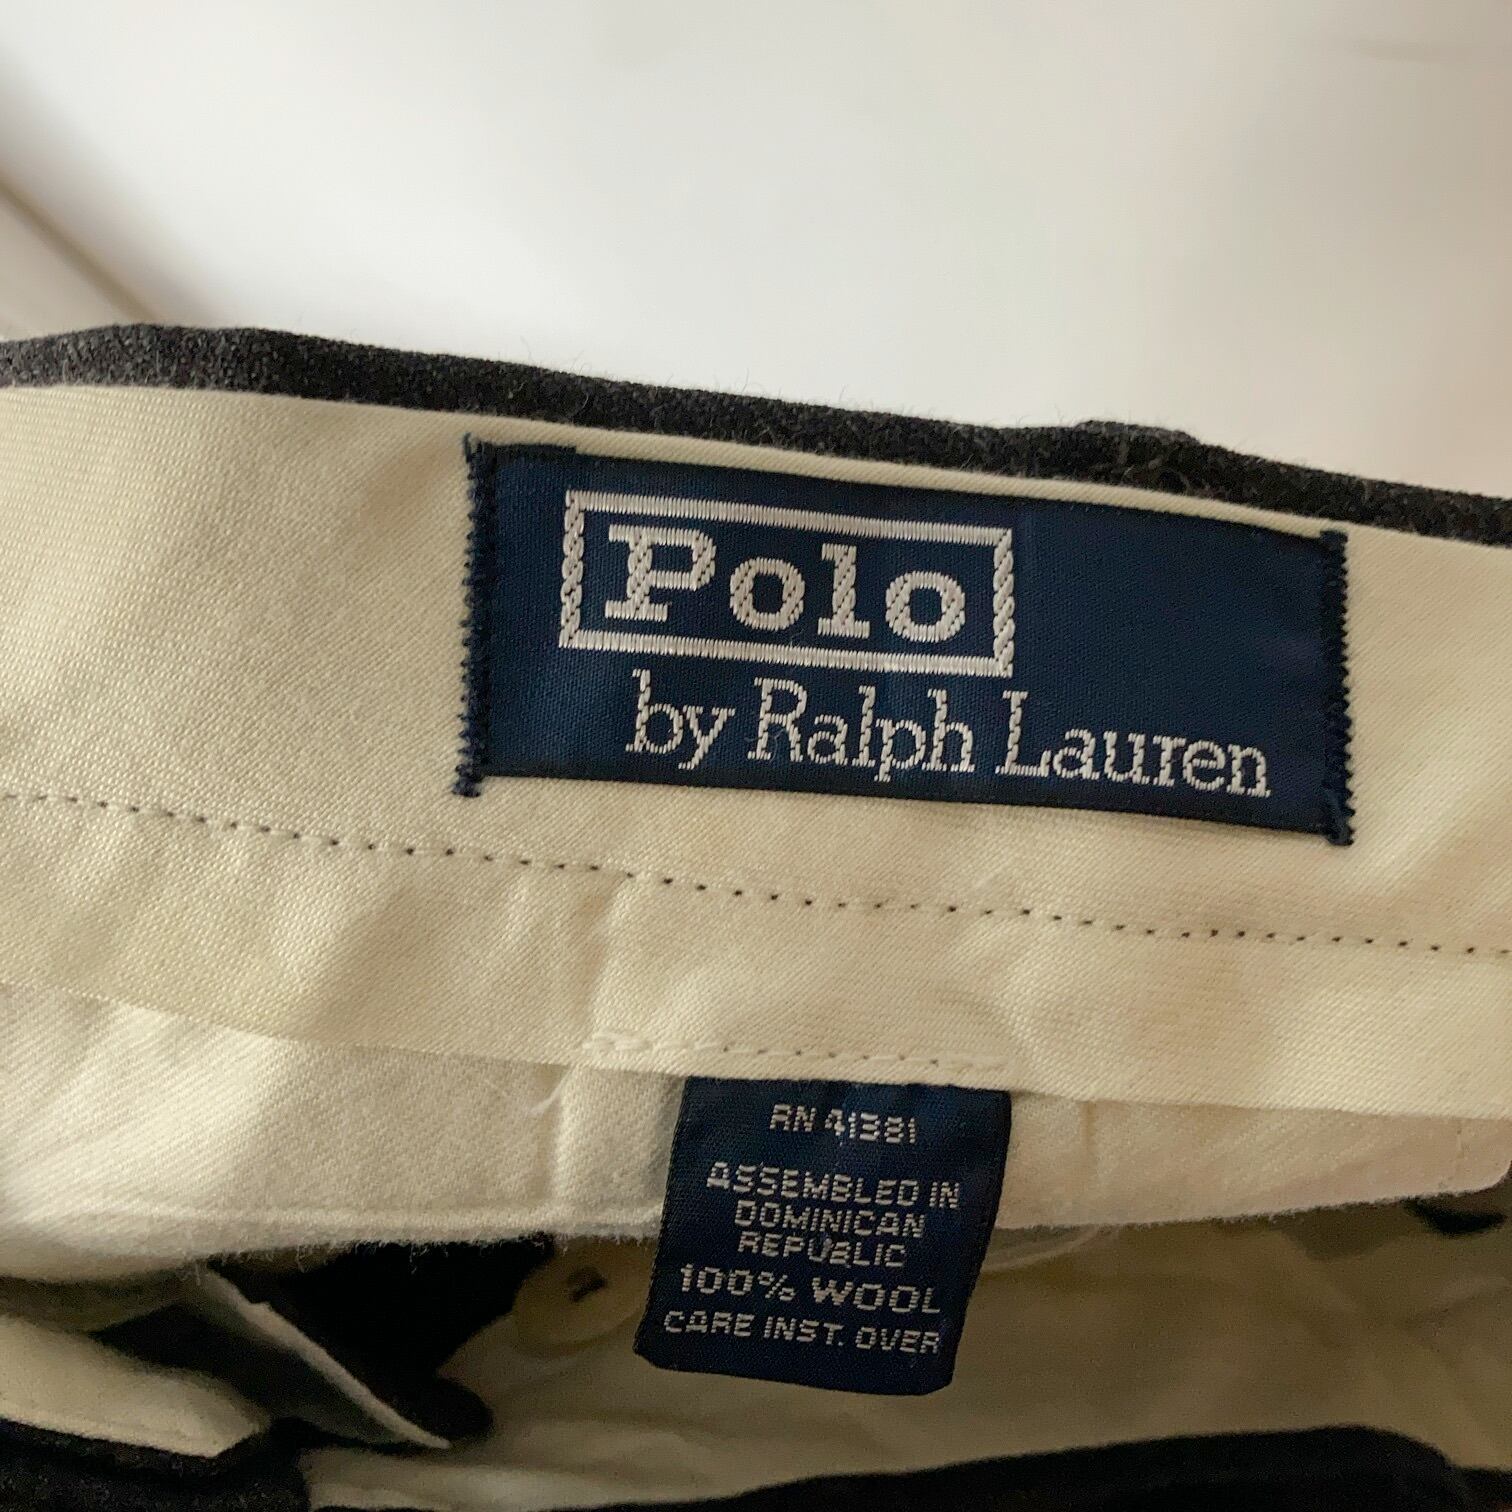 Polo
by Ralph Lauren
RN 41381
ASSEMBLED IN
DOMINICAN
REPUBLIC
100% WOOL
CARE INST. OVER